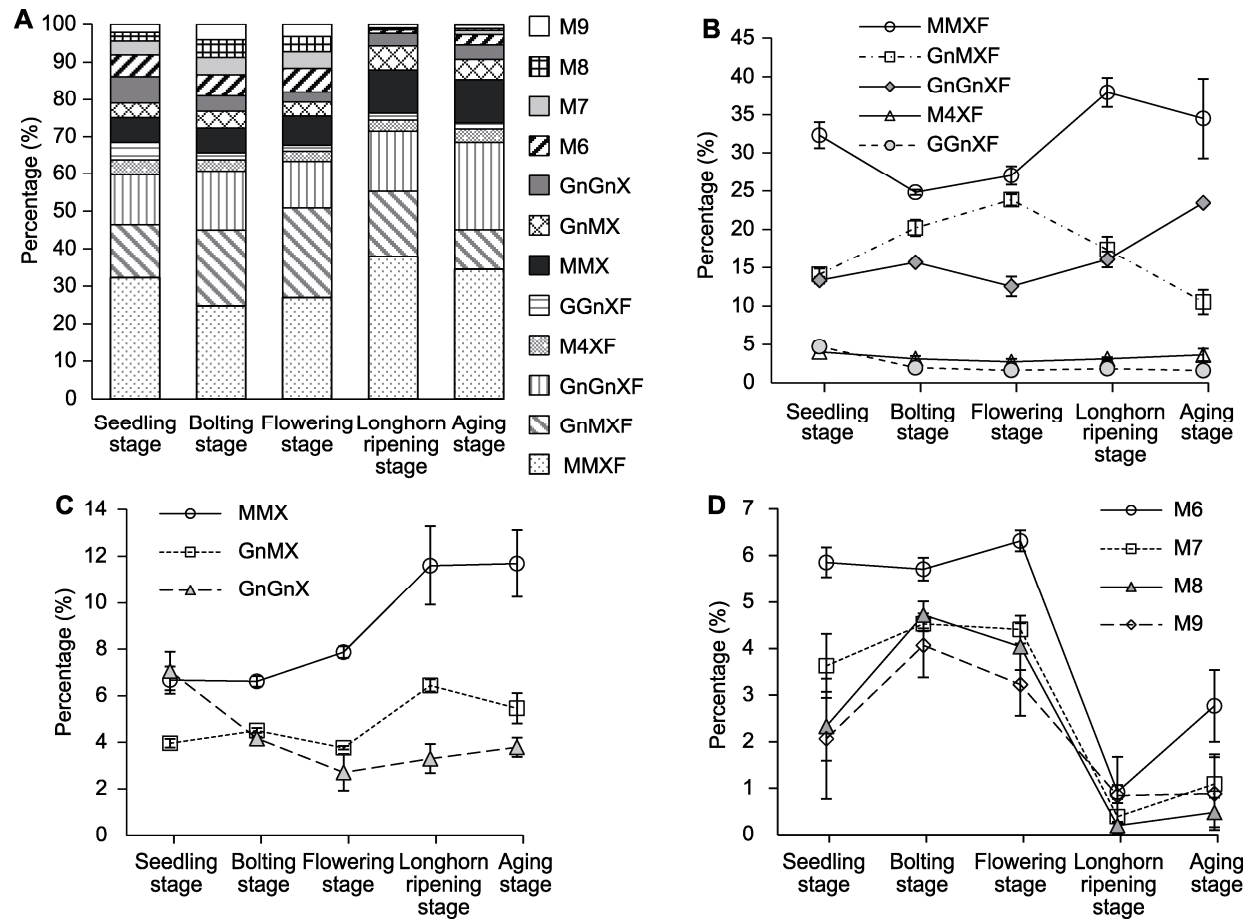 A
Percentage (%)
100
90
80
70
60
50
40
30
20
10
0
Seedling stage
Bolting stage
Flowering stage
Longhorn ripening stage
Aging stage
M9
M8
M7
M6
GnGnX
GnMX
MMX
GGnXF
M4XF
GnGnXF
GnMXF
MMXF
B
Percentage (%)
45
40
35
30
25
20
15
10
5
0
MMXF
GnMXF
GnGnXF
M4XF
GGnXF
Seedling stage
Bolting stage
Flowering stage
Longhorn ripening stage
Aging stage
C
Percentage (%)
14
12
10
8
6
4
2
0
MMX
GnMX
GnGnX
Seedling stage
Bolting stage
Flowering stage
Longhorn ripening stage
Aging stage
D
Percentage (%)
7
6
5
4
3
2
1
0
M6
M7
M8
M9
Seedling stage
Bolting stage
Flowering stage
Longhorn ripening stage
Aging stage